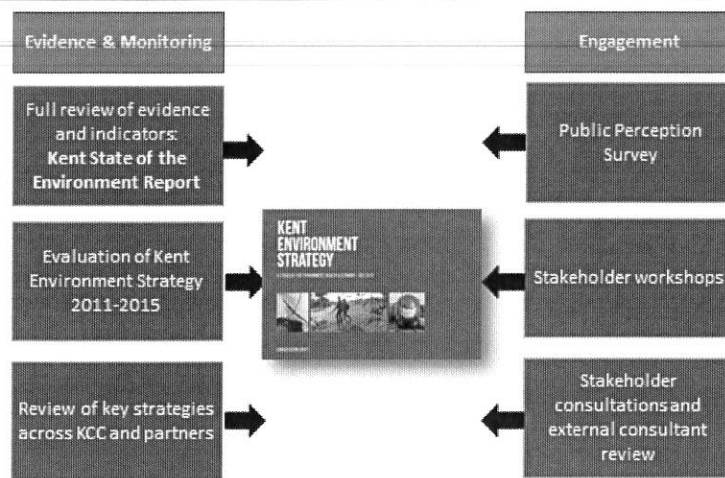 Evidence & Monitoring
Full review of evidence
and indicators:
Kent State of the
Environment Report
Evaluation of Kent
Environment Strategy
2011-2015
Review of key strategies
across KCC and partners
KENT
ENVIRONMENT
STRATEGY
Engagement
Public Perception
Survey
Stakeholder workshops
Stakeholder
consultations and
external consultant
review